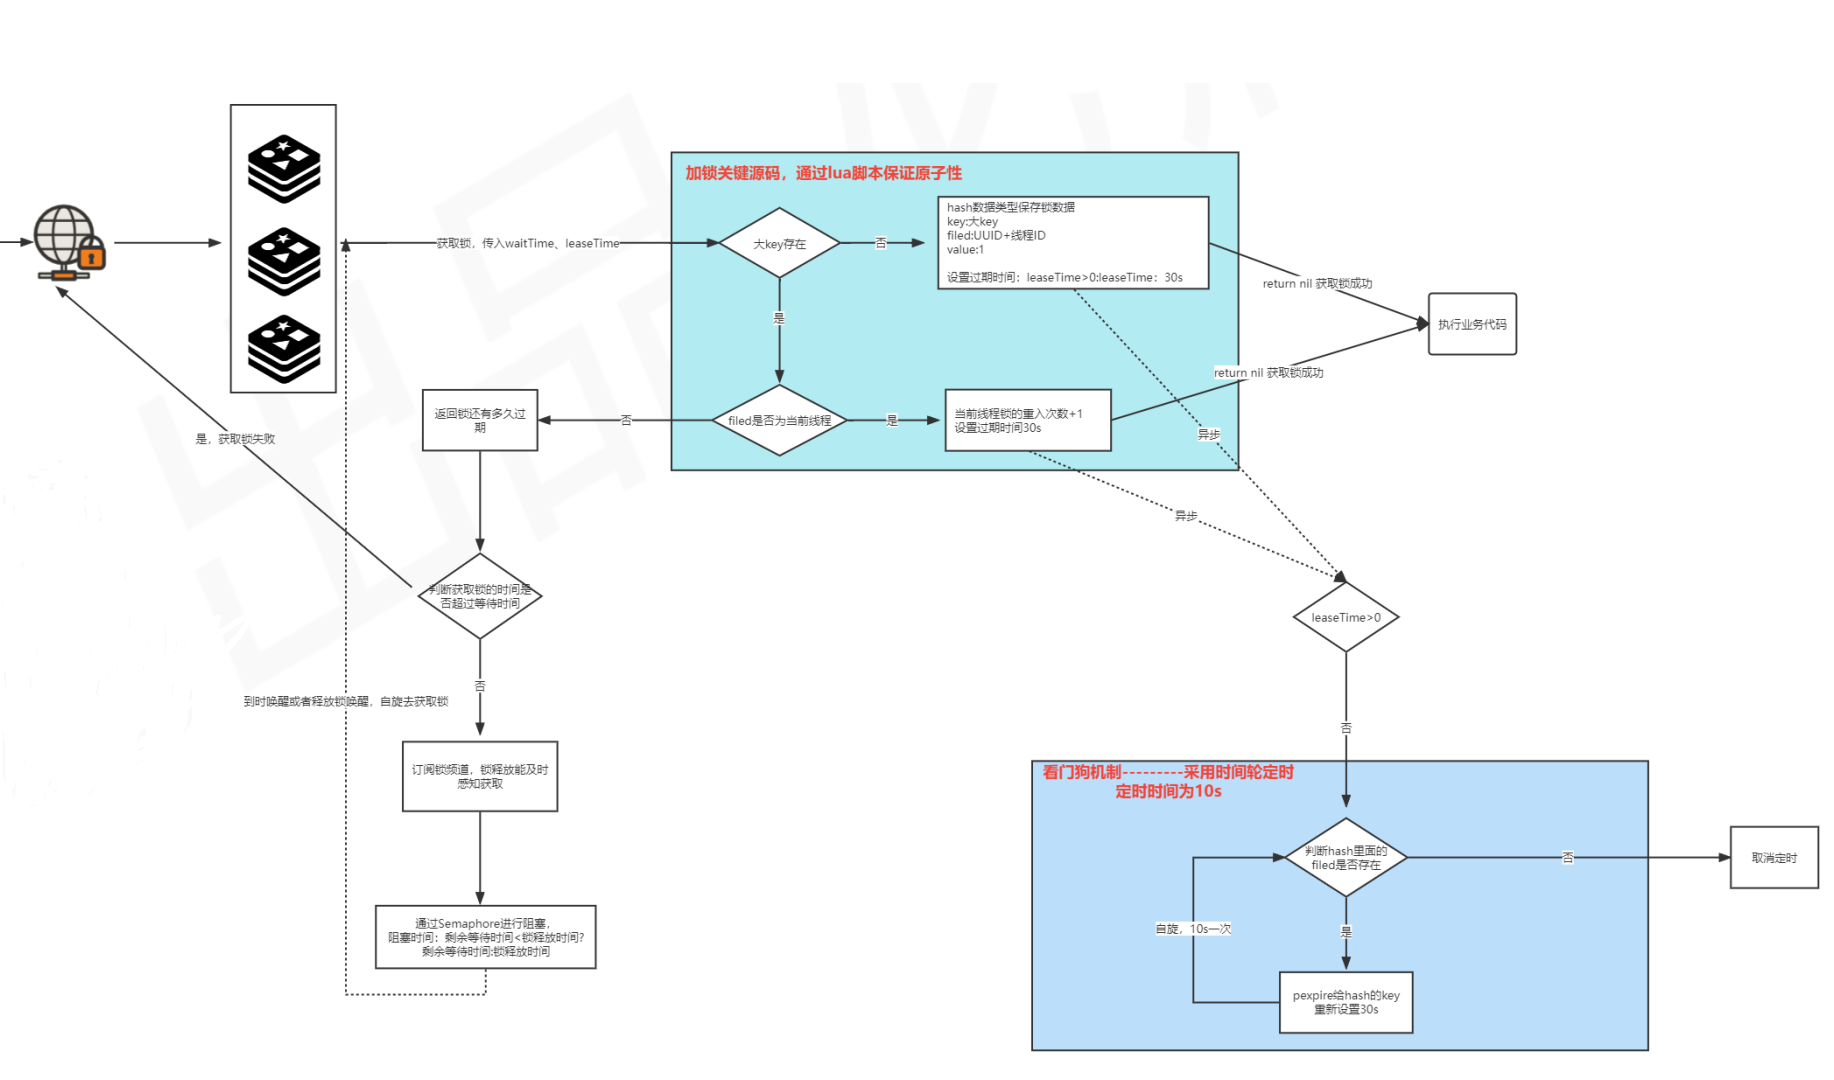 加锁关键源码，通过lua脚本保证原子性
获取锁，传入waitTime、leaseTime
大key存在
否
hash数据类型保存锁数据
key:大key
filed:UUID+线程ID
value:1
设置过期时间：leaseTime>0:leaseTime：30s
return nil 获取锁成功
执行业务代码
是
return nil 获取锁成功
返回锁还有多久过
期
否
filed是否为当前线程
是
当前线程锁的重入次数+1
设置过期时间30s
异步
是，获取锁失败
异步
判断获取锁的时间是
否超过等待时间
leaseTime>0
否
到时唤醒或者释放锁唤醒，自旋去获取锁
否
订阅锁频道，锁释放能及时
感知获取
看门狗机制---------采用时间轮定时
定时时间为10s
判断hash里面的
filed是否存在
否
取消定时
通过Semaphore进行阻塞，
阻塞时间：剩余等待时间<锁释放时间?
剩余等待时间:锁释放时间
自旋，10s一次
是
pexpire给hash的key
重新设置30s